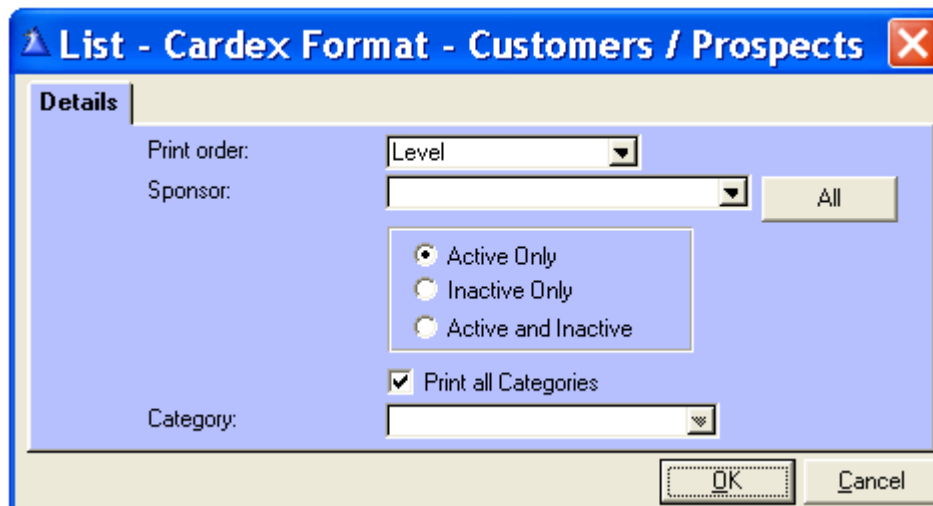 List - Cardex Format - Customers / Prospects
Details
Print order: Level
Sponsor: All
Active Only
Inactive Only
Active and Inactive
Print all Categories
Category:
OK Cancel